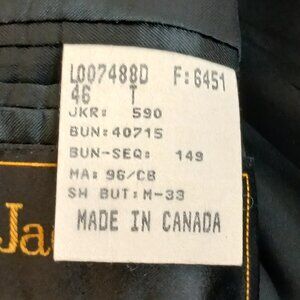 L007488D F:6451
46 T
JKR: 590
BUN:40715
BUN-SEQ: 149
MA: 96/CB
SH BUT:M-33
MADE IN CANADA
Ja